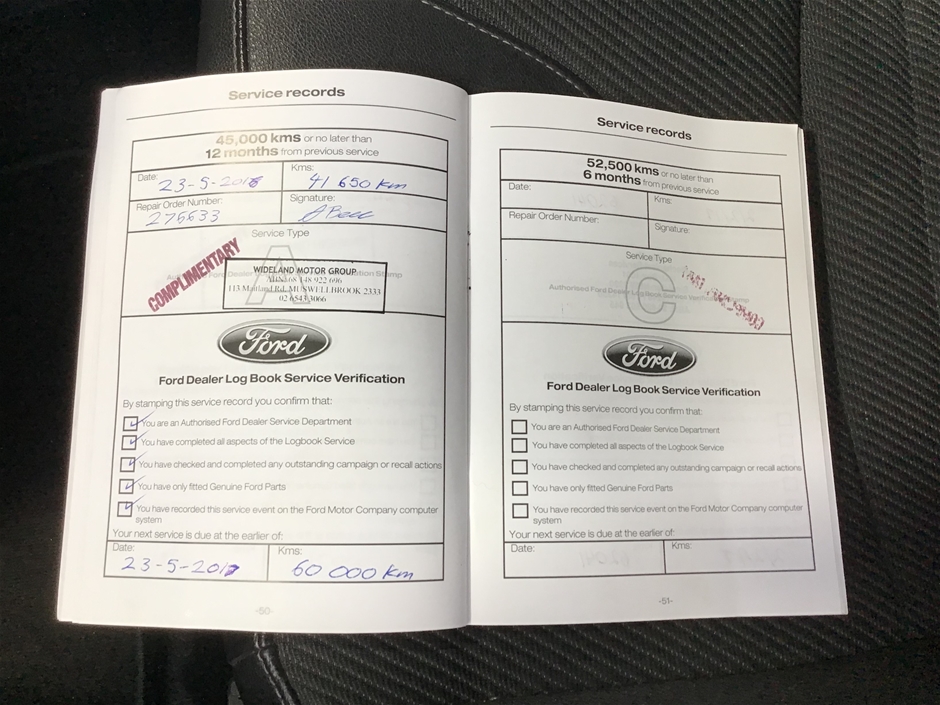 Service records
45,000 kms or no later than
12 months from previous service
Date: 23-5-2016
Kms: 41 650 km
Repair Order Number: 275633
Signature: A Bell
Service Type
A
COMPLIMENTARY
WIDELAND MOTOR GROUP
ABN 68 148 922 696
113 Maitland Rd, MUSWELLBROOK 2333
02 6543 3066
Ford
Ford Dealer Log Book Service Verification
By stamping this service record you confirm that:
You are an Authorised Ford Dealer Service Department
You have completed all aspects of the Logbook Service
You have checked and completed any outstanding campaign or recall actions
You have only fitted Genuine Ford Parts
You have recorded this service event on the Ford Motor Company computer
system
Your next service is due at the earlier of:
Date: 23-5-2017
Kms: 60 000 km
-50-
Service records
52,500 kms or no later than
6 months from previous service
Date:
Kms:
Repair Order Number:
Signature:
Service Type
Authorised Ford Dealer Log Book Service Verification Stamp
C
Ford
Ford Dealer Log Book Service Verification
By stamping this service record you confirm that:
You are an Authorised Ford Dealer Service Department
You have completed all aspects of the Logbook Service
You have checked and completed any outstanding campaign or recall actions
You have only fitted Genuine Ford Parts
You have recorded this service event on the Ford Motor Company computer
system
Your next service is due at the earlier of:
Date:
Kms:
-51-